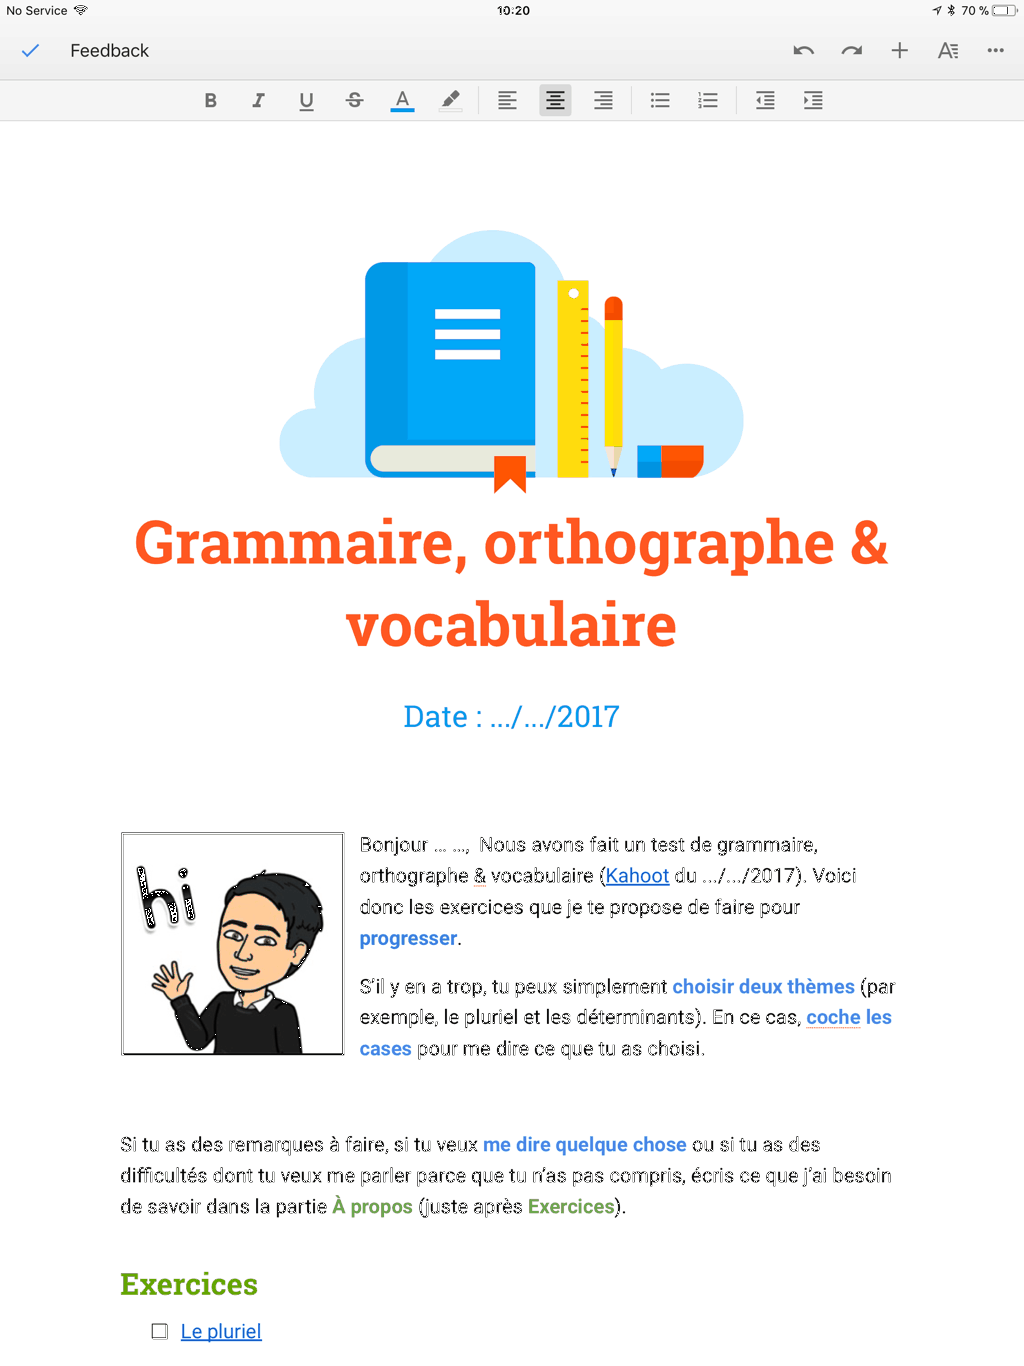 No Service 10:20 70 %
Feedback
B I U S A A
Grammaire, orthographe &
vocabulaire
Date : .../.../2017
hi
Bonjour ... ..., Nous avons fait un test de grammaire,
orthographe & vocabulaire (Kahoot du .../.../2017). Voici
donc les exercices que je te propose de faire pour
progresser.
S'il y en a trop, tu peux simplement choisir deux thèmes (par
exemple, le pluriel et les déterminants). En ce cas, coche les
cases pour me dire ce que tu as choisi.
Si tu as des remarques à faire, si tu veux me dire quelque chose ou si tu as des
difficultés dont tu veux me parler parce que tu n'as pas compris, écris ce que j'ai besoin
de savoir dans la partie À propos (juste après Exercices).
Exercices
Le pluriel